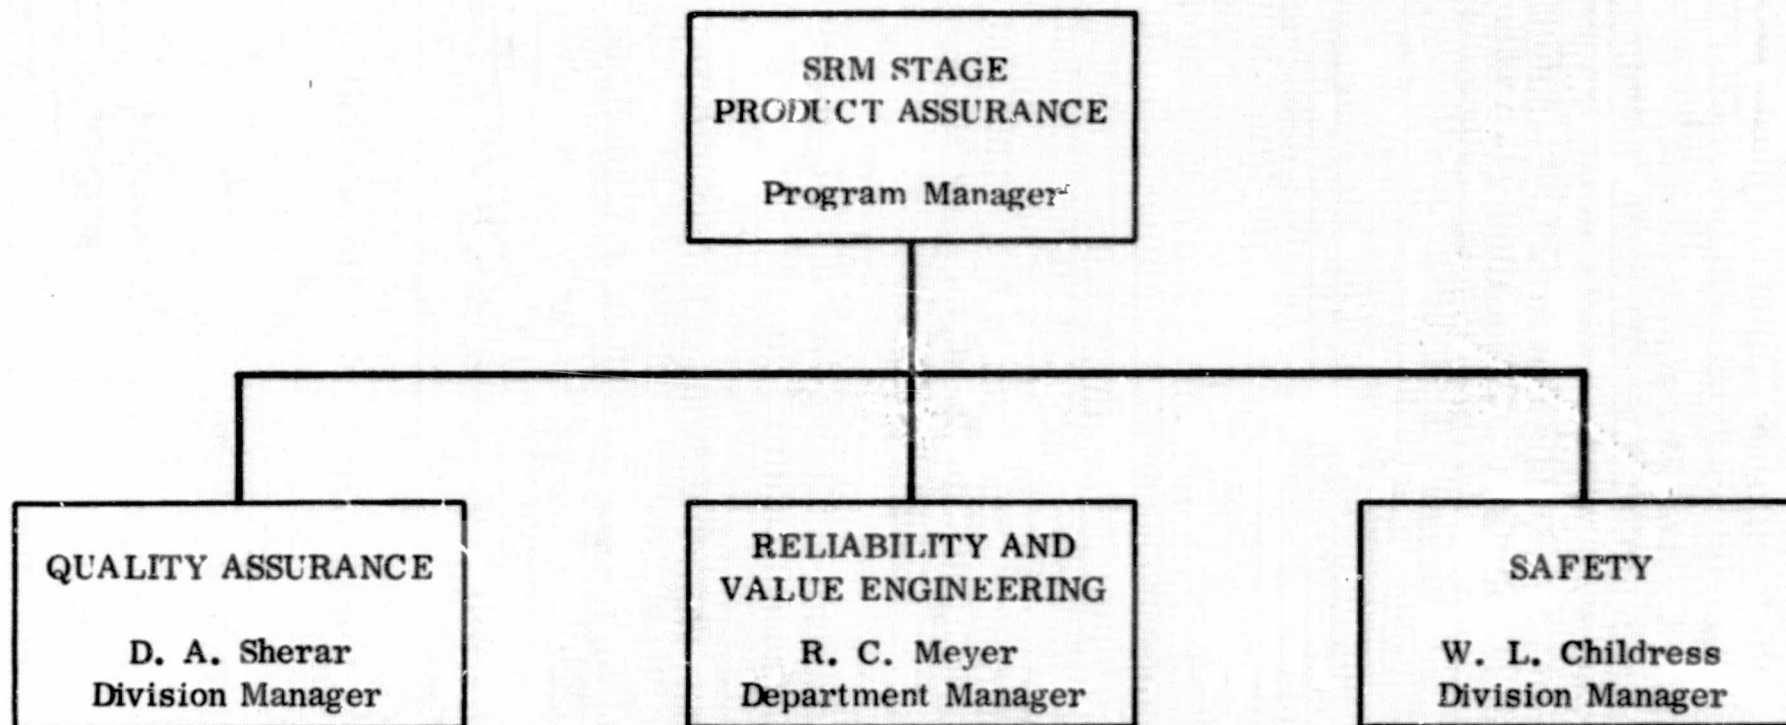 SRM STAGE
PRODUCT ASSURANCE
Program Manager
QUALITY ASSURANCE
D. A. Sherar
Division Manager
RELIABILITY AND
VALUE ENGINEERING
R. C. Meyer
Department Manager
SAFETY
W. L. Childress
Division Manager